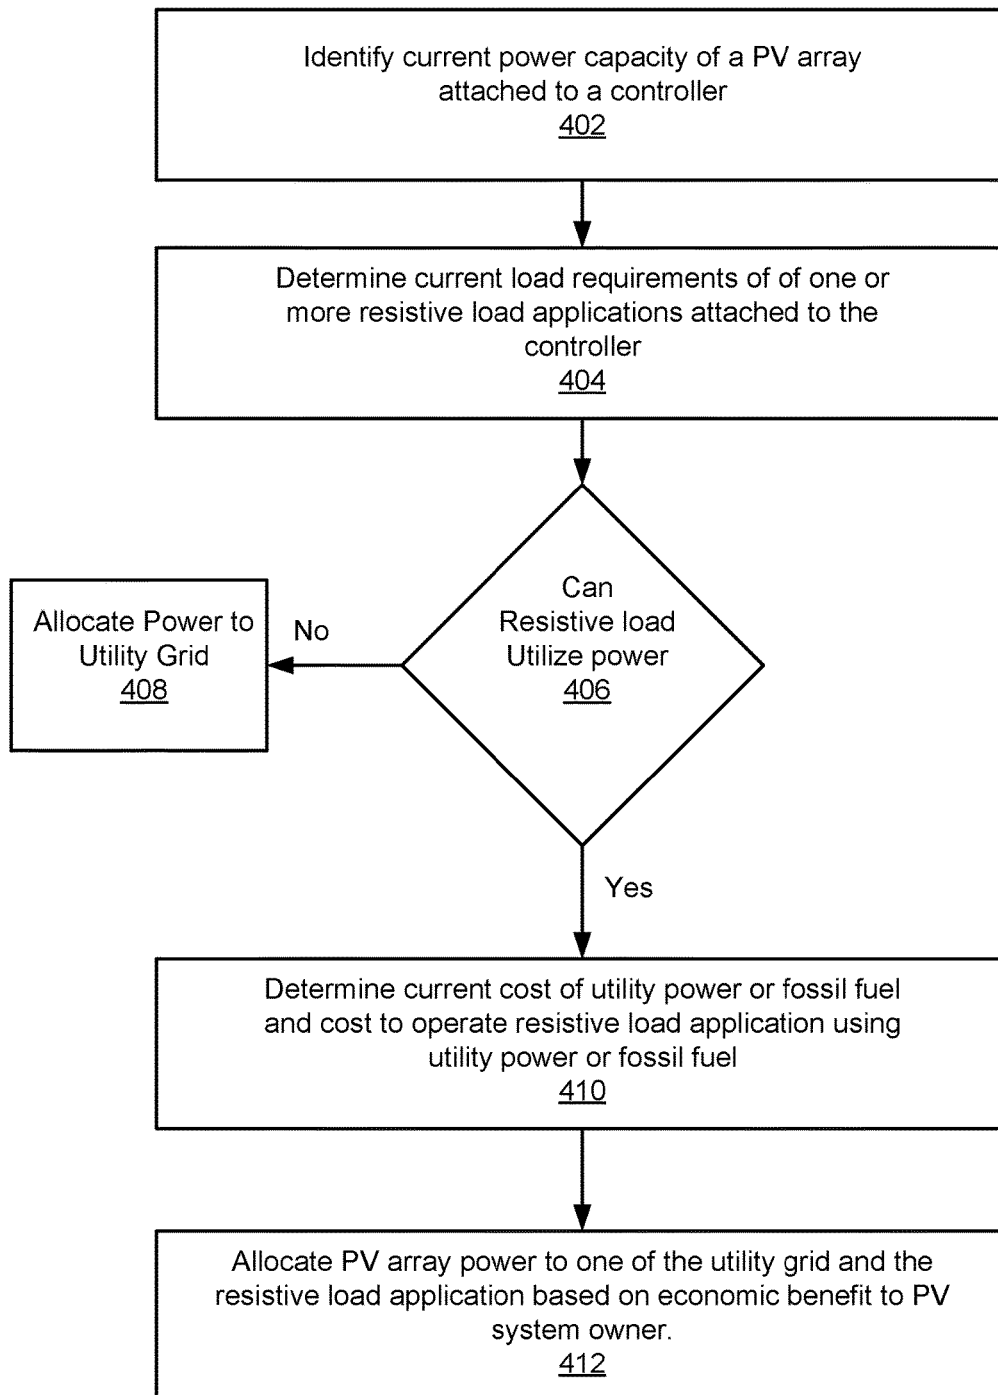 Identify current power capacity of a PV array
attached to a controller
402
Determine current load requirements of of one or
more resistive load applications attached to the
controller
404
Can
Resistive load
Utilize power
406
No
Allocate Power to
Utility Grid
408
Yes
Determine current cost of utility power or fossil fuel
and cost to operate resistive load application using
utility power or fossil fuel
410
Allocate PV array power to one of the utility grid and the
resistive load application based on economic benefit to PV
system owner.
412